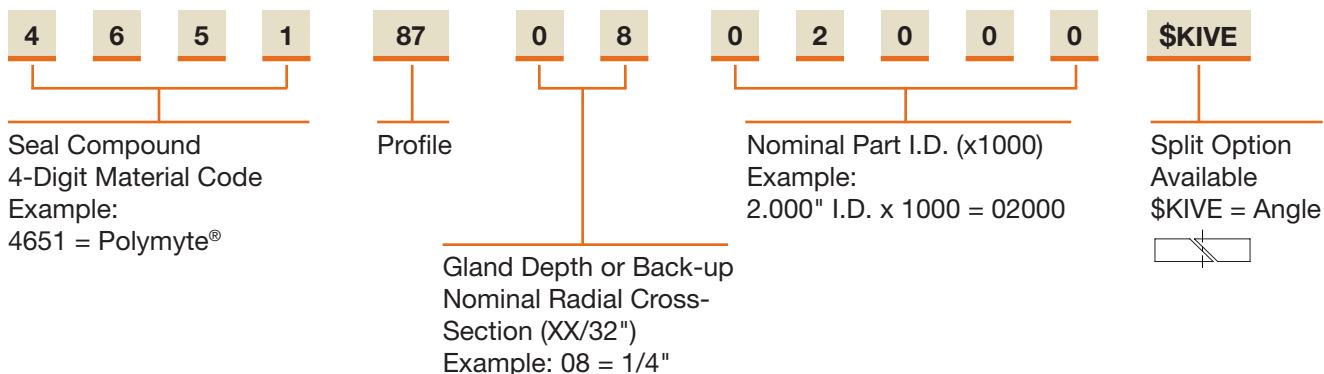 4 6 5 1 87 0 8 0 2 0 0 0 $KIVE
Seal Compound
4-Digit Material Code
Example:
4651 = Polymyte®
Profile
Gland Depth or Back-up
Nominal Radial Cross-
Section (XX/32")
Example: 08 = 1/4"
Nominal Part I.D. (x1000)
Example:
2.000" I.D. x 1000 = 02000
Split Option
Available
$KIVE = Angle